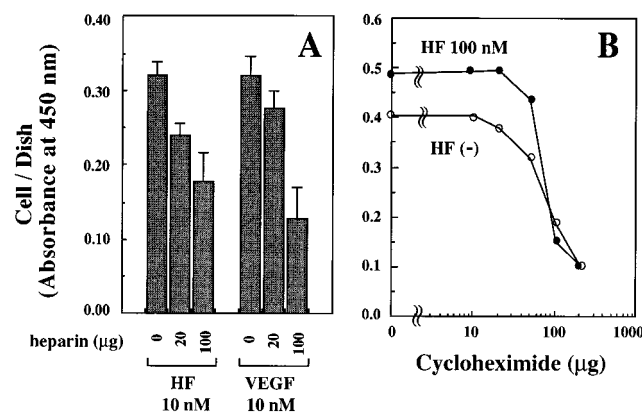 A
0.40
0.30
0.20
0.10
0.00
Cell / Dish
(Absorbance at 450 nm)
heparin (µg)
0 20 100 0 20 100
HF VEGF
10 nM 10 nM
B
0.6
0.5
0.4
0.3
0.2
0.1
0.0
HF 100 nM
HF (-)
0 10 100 1000
Cycloheximide (µg)